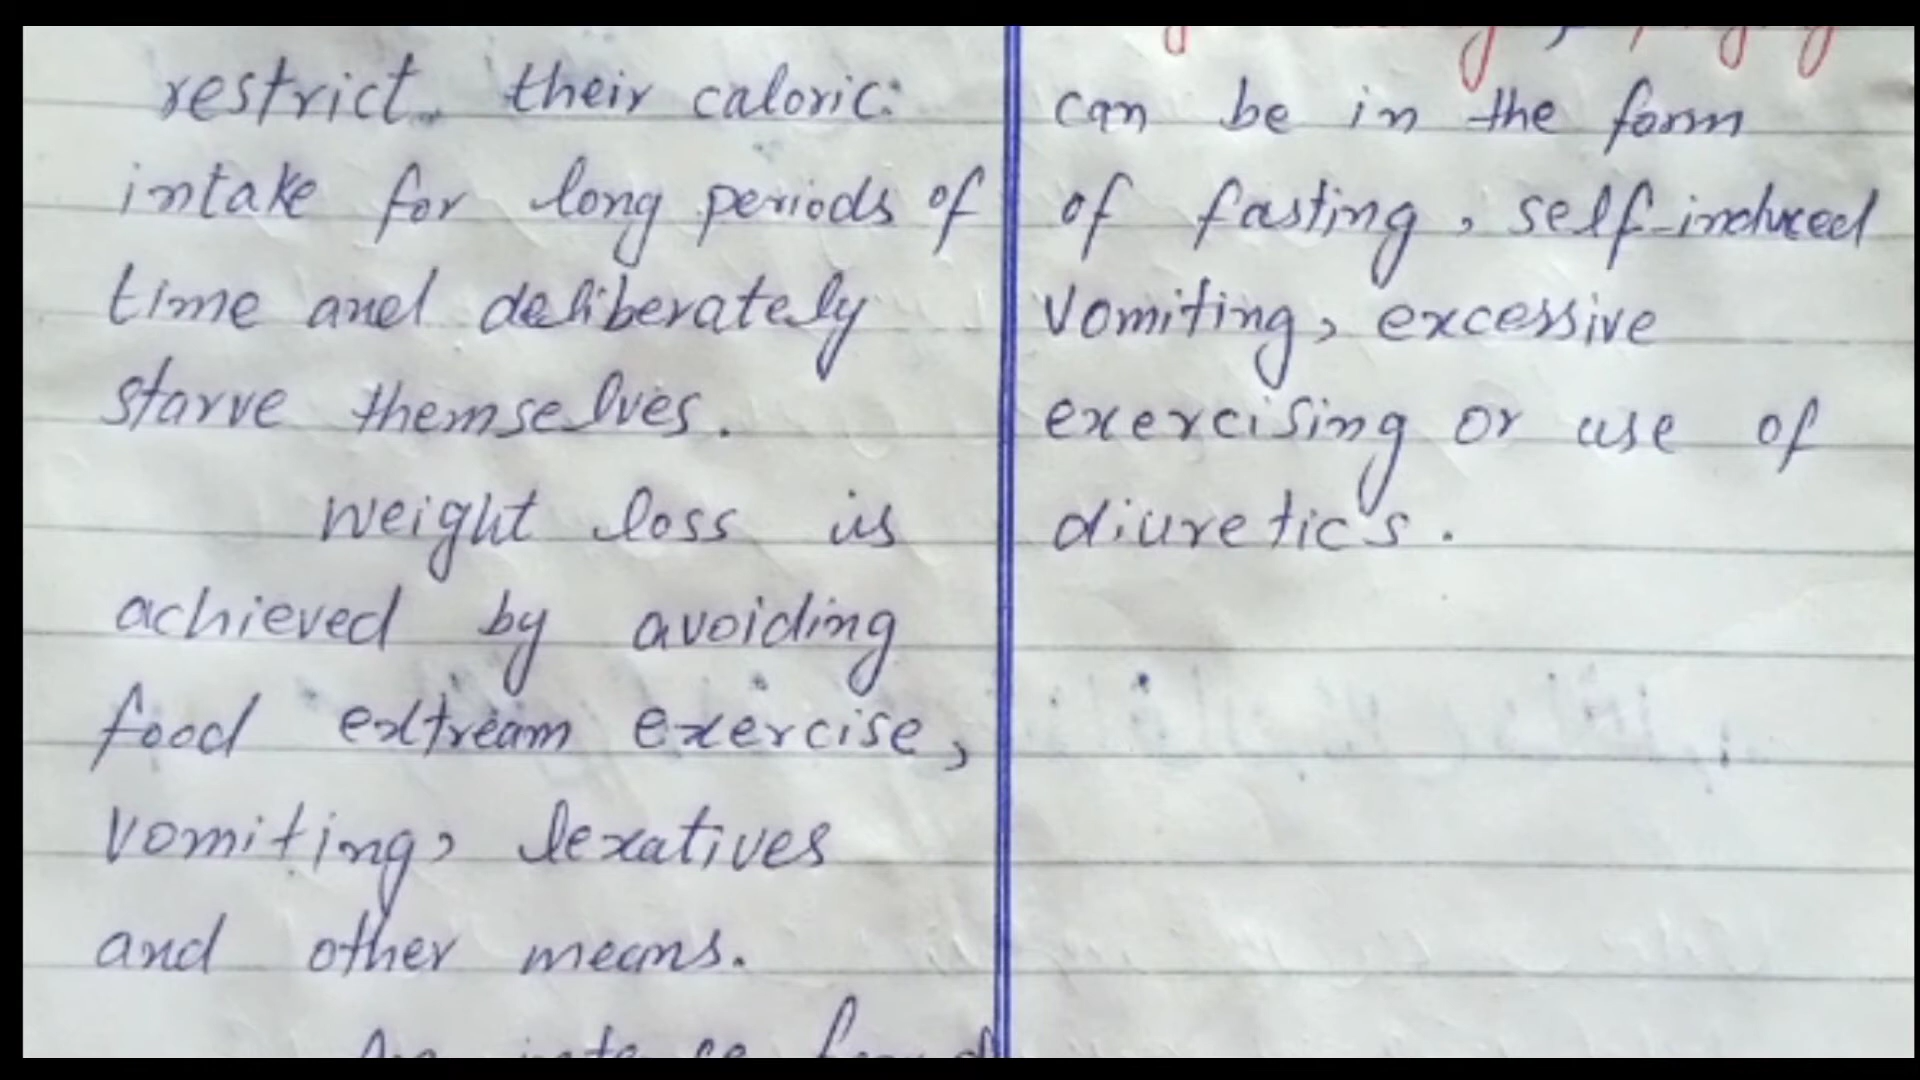 restrict their caloric
intake for long periods of
time and deliberately
starve themselves.
weight loss is
achieved by avoiding
food extream exercise,
vomiting, lexatives
and other means.
can be in the form
of fasting, self-induced
vomiting, excessive
exercising or use of
diuretics.